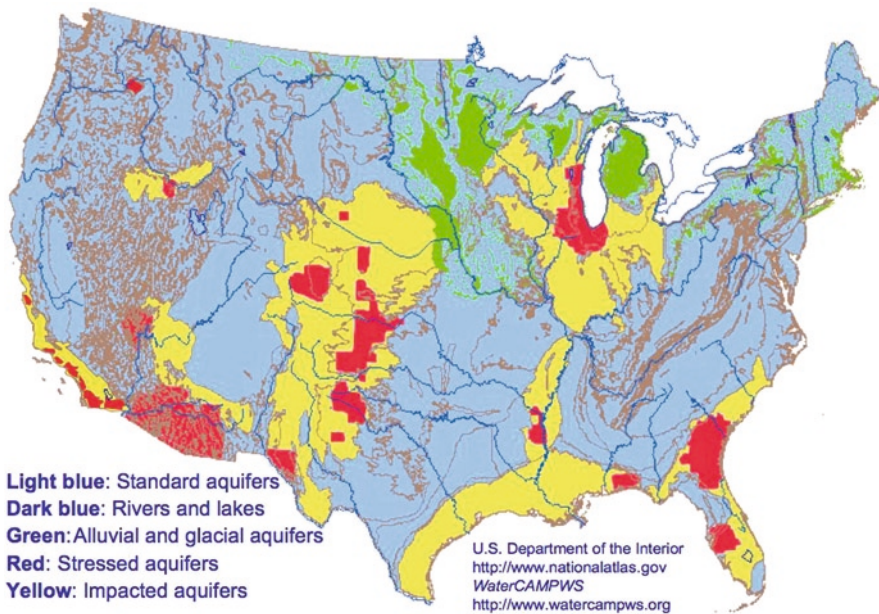 Light blue: Standard aquifers
Dark blue: Rivers and lakes
Green: Alluvial and glacial aquifers
Red: Stressed aquifers
Yellow: Impacted aquifers
U.S. Department of the Interior
http://www.nationalatlas.gov
WaterCAMPWS
http://www.watercampws.org